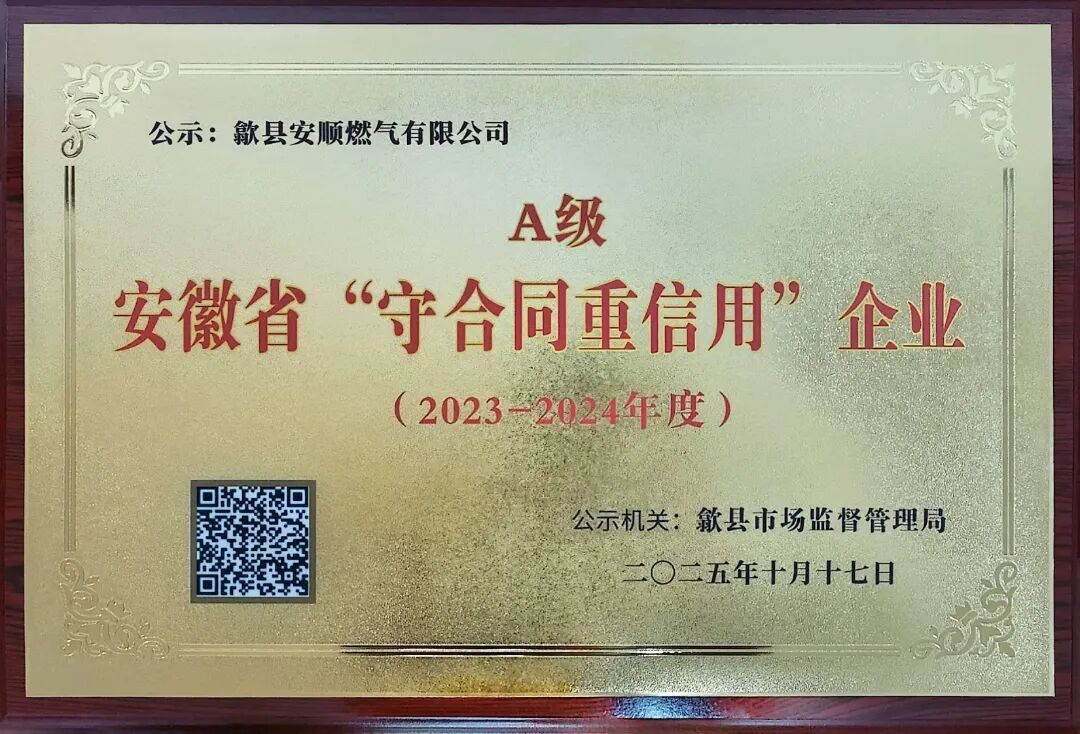 公示：歙县安顺燃气有限公司
A级
安徽省“守合同重信用”企业
（2023-2024年度）
公示机关：歙县市场监督管理局
二〇二五年十月十七日